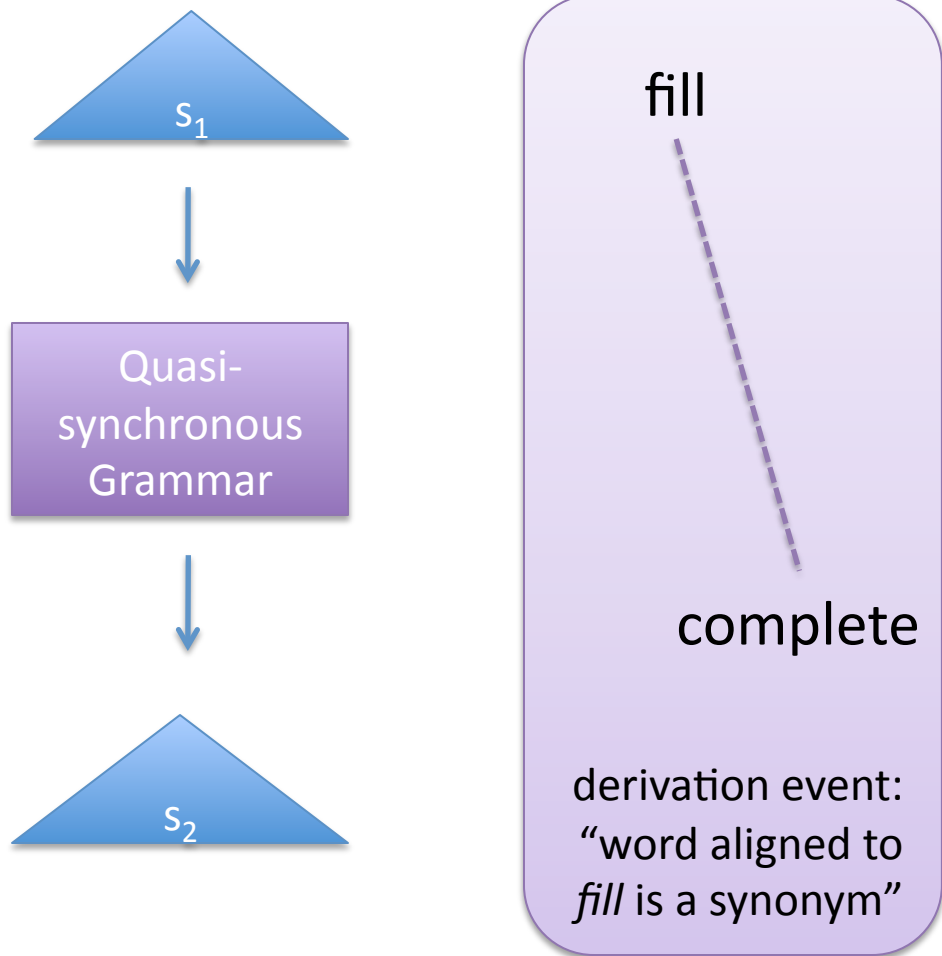 s₁
Quasi-
synchronous
Grammar
s₂
fill
complete
derivation event:
“word aligned to
fill is a synonym”